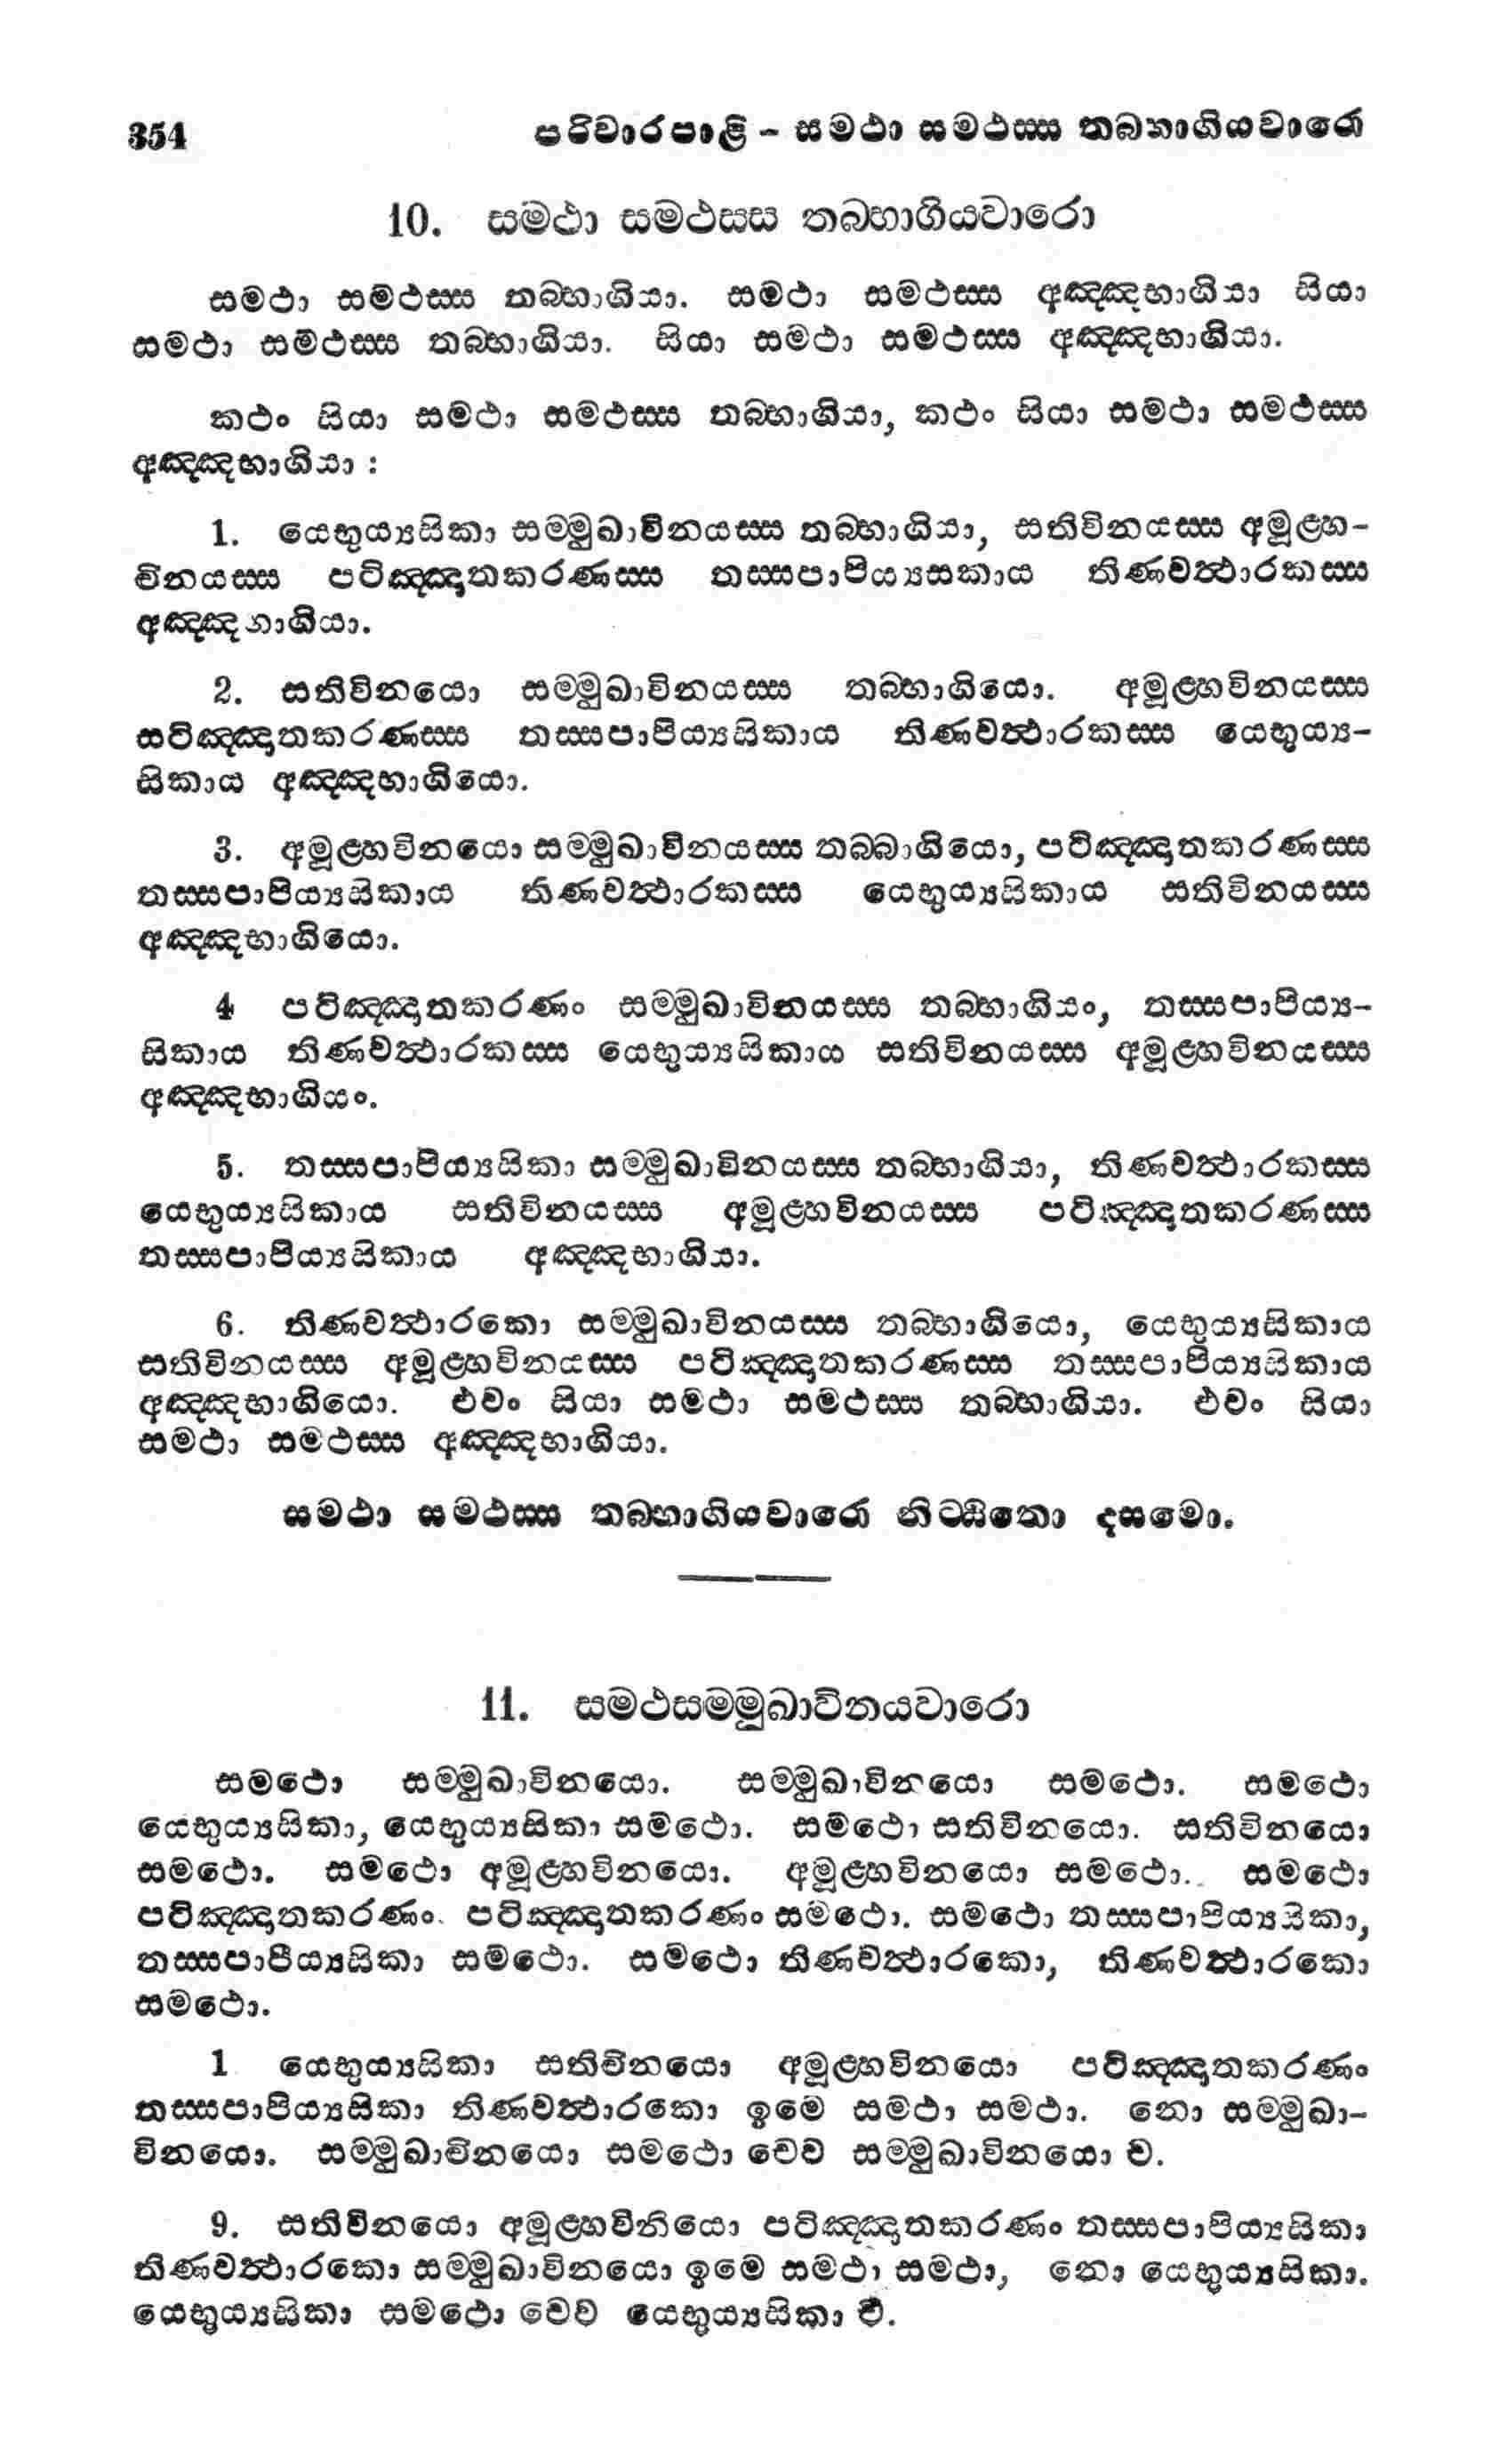 354 පරිවාරපාළි - සමථා සමථස්ස තබභාගියවාරො
10. සමථා සමථසස තබභාගියවාරො
සමථා සමථස්ස තබ්භාගියා. සමථා සමථස්ස අඤ්ඤභාගියා සියා
සමථා සමථස්ස තබ්භාගියා. සියා සමථා සමථස්ස අඤ්ඤභාගියා.
කථං සියා සමථා සමථස්ස තබ්භාගියා, කථං සියා සමථා සමථස්ස
අඤ්ඤභාගියා :
1. යෙභුය්‍යසිකා සම්මුඛාවිනයස්ස තබ්භාගියා, සතිවිනයස්ස අමූළ්හ-
විනයස්ස පටිඤ්ඤාතකරණස්ස තස්සපාපිය්‍යසකාය තිණවත්ථාරකස්ස
අඤ්ඤභාගියා.
2. සතිවිනයො සම්මුඛාවිනයස්ස තබ්භාගියො. අමූළ්හවිනයස්ස
සටිඤ්ඤාතකරණස්ස තස්සපාපිය්‍යසිකාය තිණවත්ථාරකස්ස යෙභුය්‍ය-
සිකාය අඤ්ඤභාගියො.
3. අමූළ්හවිනයො සම්මුඛාවිනයස්ස තබ්බාගියො, පටිඤ්ඤාතකරණස්ස
තස්සපාපිය්‍යසිකාය තිණවත්ථාරකස්ස යෙභුය්‍යසිකාය සතිවිනයස්ස
අඤ්ඤභාගියො.
4 පටිඤ්ඤාතකරණං සම්මුඛාවිනයස්ස තබ්භාගියං, තස්සපාපිය්‍ය-
සිකාය තිණවත්ථාරකස්ස යෙභුය්‍යසිකාය සතිවිනයස්ස අමූළ්හවිනයස්ස
අඤ්ඤභාගියං.
5. තස්සපාපිය්‍යසිකා සම්මුඛාවිනයස්ස තබ්භාගියා, තිණවත්ථාරකස්ස
යෙභුය්‍යසිකාය සතිවිනයස්ස අමූළ්හවිනයස්ස පටිඤ්ඤාතකරණස්ස
තස්සපාපිය්‍යසිකාය අඤ්ඤභාගියා.
6. තිණවත්ථාරකො සම්මුඛාවිනයස්ස තබ්භාගියො, යෙභුය්‍යසිකාය
සතිවිනයස්ස අමූළ්හවිනයස්ස පටිඤ්ඤාතකරණස්ස තස්සපාපිය්‍යසිකාය
අඤ්ඤභාගියො. එවං සියා සමථා සමථස්ස තබ්භාගියා. එවං සියා
සමථා සමථස්ස අඤ්ඤභාගියා.
සමථා සමථස්ස තබ්භාගියවාරො නිට්ඨිතො දසමො.
11. සමථසමමුඛාවිනයවාරො
සමථො සම්මුඛාවිනයො. සම්මුඛාවිනයො සමථො. සමථො
යෙභුය්‍යසිකා, යෙභුය්‍යසිකා සමථො. සමථො සතිවිනයො. සතිවිනයො
සමථො. සමථො අමූළ්හවිනයො. අමූළ්හවිනයො සමථො.. සමථො
පටිඤ්ඤාතකරණං. පටිඤ්ඤාතකරණං සමථො. සමථො තස්සපාපිය්‍යසිකා,
තස්සපාපිය්‍යසිකා සමථො. සමථො තිණවත්ථාරකො, තිණවත්ථාරකො
සමථො.
1 යෙභුය්‍යසිකා සතිවිනයො අමූළ්හවිනයො පටිඤ්ඤාතකරණං
තස්සපාපිය්‍යසිකා තිණවත්ථාරකො ඉමෙ සමථා සමථා. නො සම්මුඛා-
විනයො. සම්මුඛාවිනයො සමථො චෙව සම්මුඛාවිනයො ච.
9. සතිවිනයො අමූළ්හවිනියො පටිඤ්ඤාතකරණං තස්සපාපිය්‍යසිකා
තිණවත්ථාරකො සම්මුඛාවිනයො ඉමෙ සමථා සමථා, නො යෙභුය්‍යසිකා.
යෙභුය්‍යසිකා සමථො චෙව යෙභුය්‍යසිකා ච.